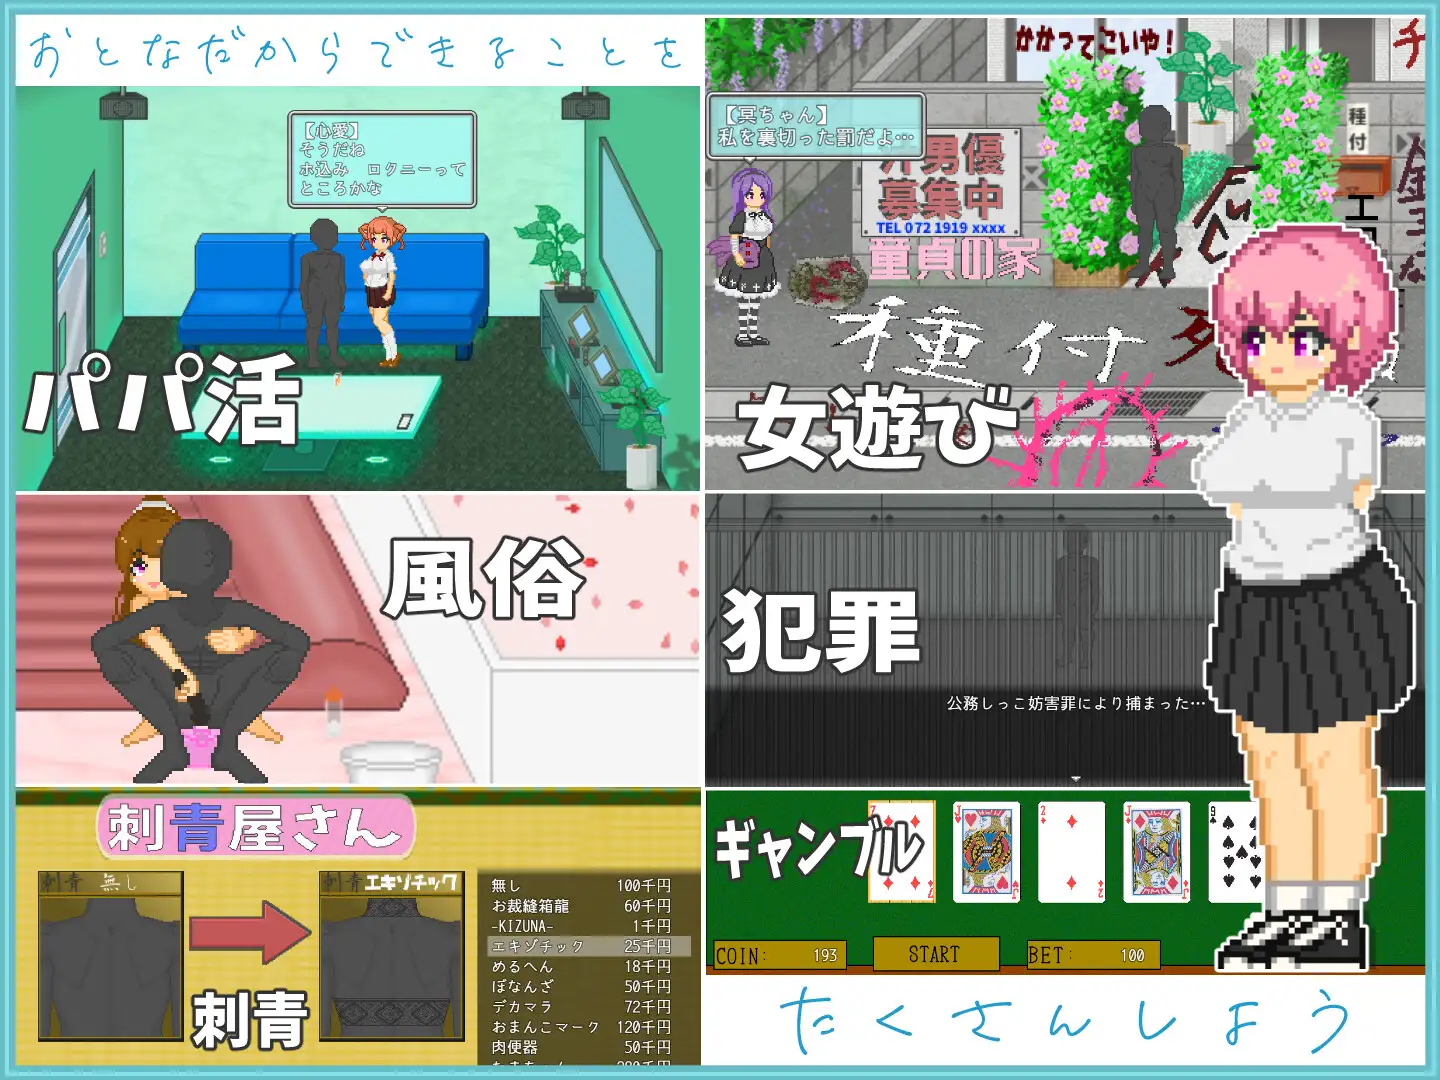 おとなだからできることを
【心愛】
そうだね
ホ込み　ロクニーって
ところかな
パパ活
かかってこいや！
【冥ちゃん】
私を裏切った罰だよ…
汁男優
募集中
TEL 072 1919 xxxx
童貞の家
種付
種付
女遊び
風俗
犯罪
公務しっこ妨害罪により捕まった…
刺青屋さん
刺青 無し
刺青 エキゾチック
刺青
無し 100千円
お裁縫箱龍 60千円
-KIZUNA- 1千円
エキゾチック 25千円
めるへん 18千円
ぼなんざ 50千円
デカマラ 72千円
おまんこマーク 120千円
肉便器 50千円
ギャンブル
7
J
2
J
9
COIN: 193
START
BET: 100
たくさんしよう